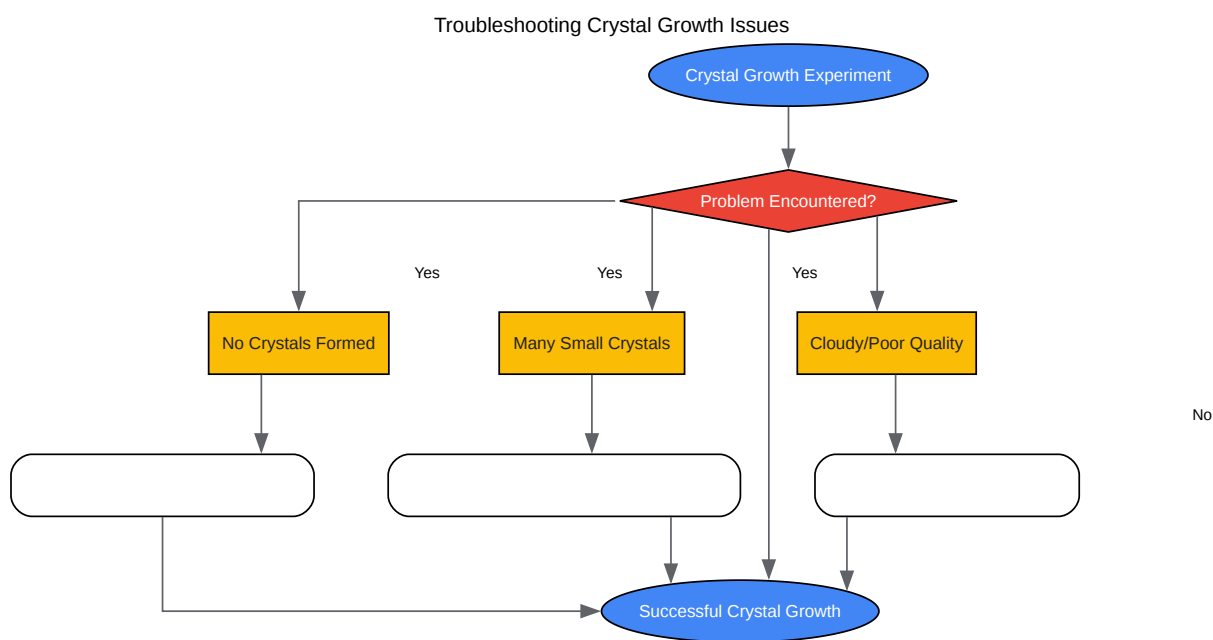 Troubleshooting Crystal Growth Issues
Crystal Growth Experiment
Problem Encountered?
Yes
Yes
Yes
No Crystals Formed
Many Small Crystals
Cloudy/Poor Quality
No
Successful Crystal Growth